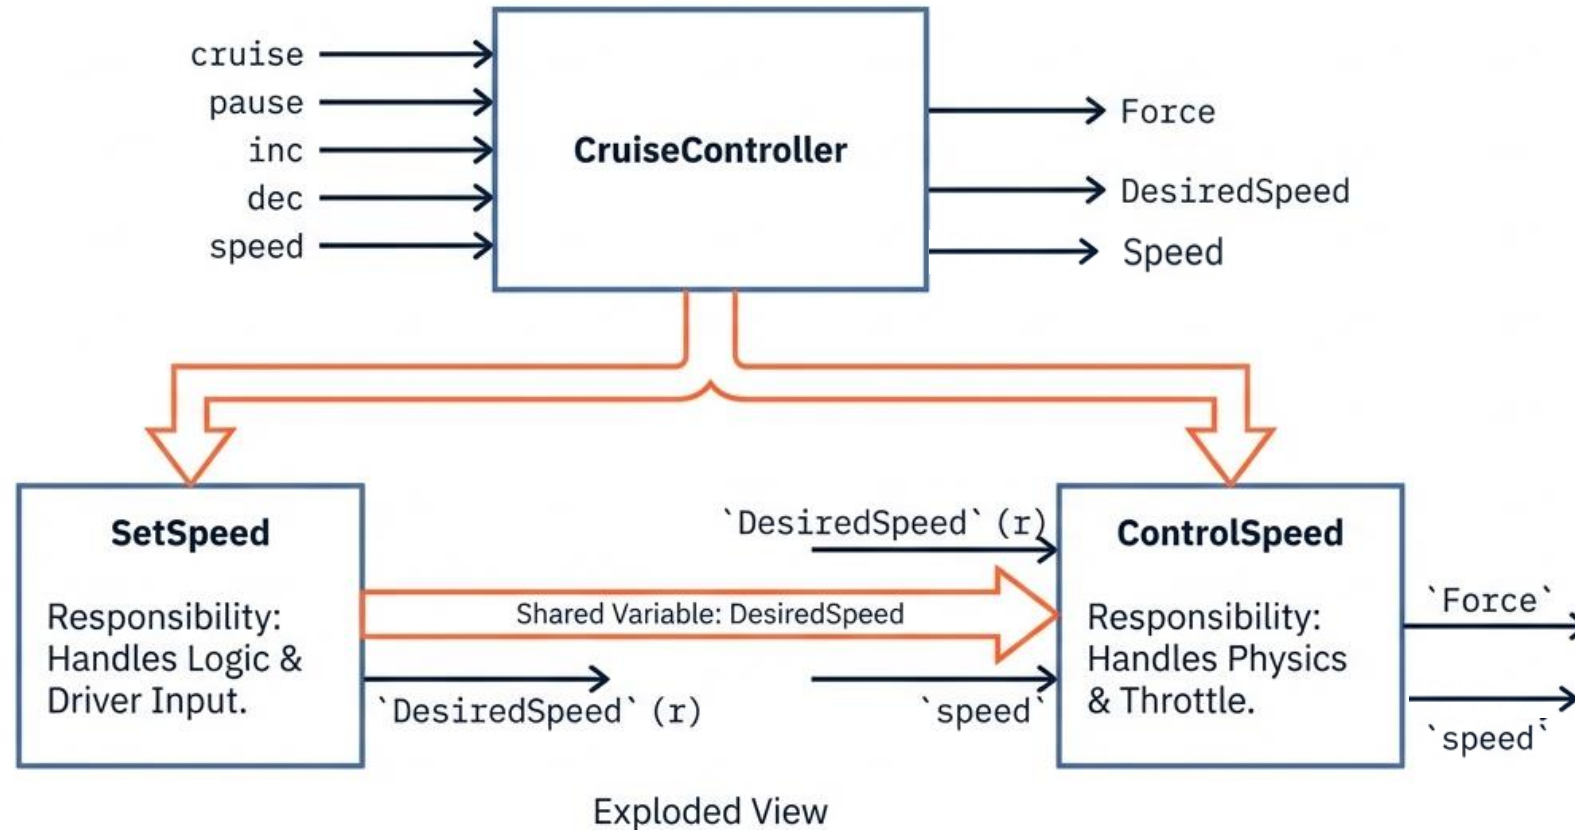 cruise
pause
inc
dec
speed
CruiseController
Force
DesiredSpeed
Speed
SetSpeed
Responsibility:
Handles Logic &
Driver Input.
`DesiredSpeed` (r)
Shared Variable: DesiredSpeed
`DesiredSpeed` (r)
`speed`
ControlSpeed
Responsibility:
Handles Physics
& Throttle.
`Force`
`speed`
Exploded View